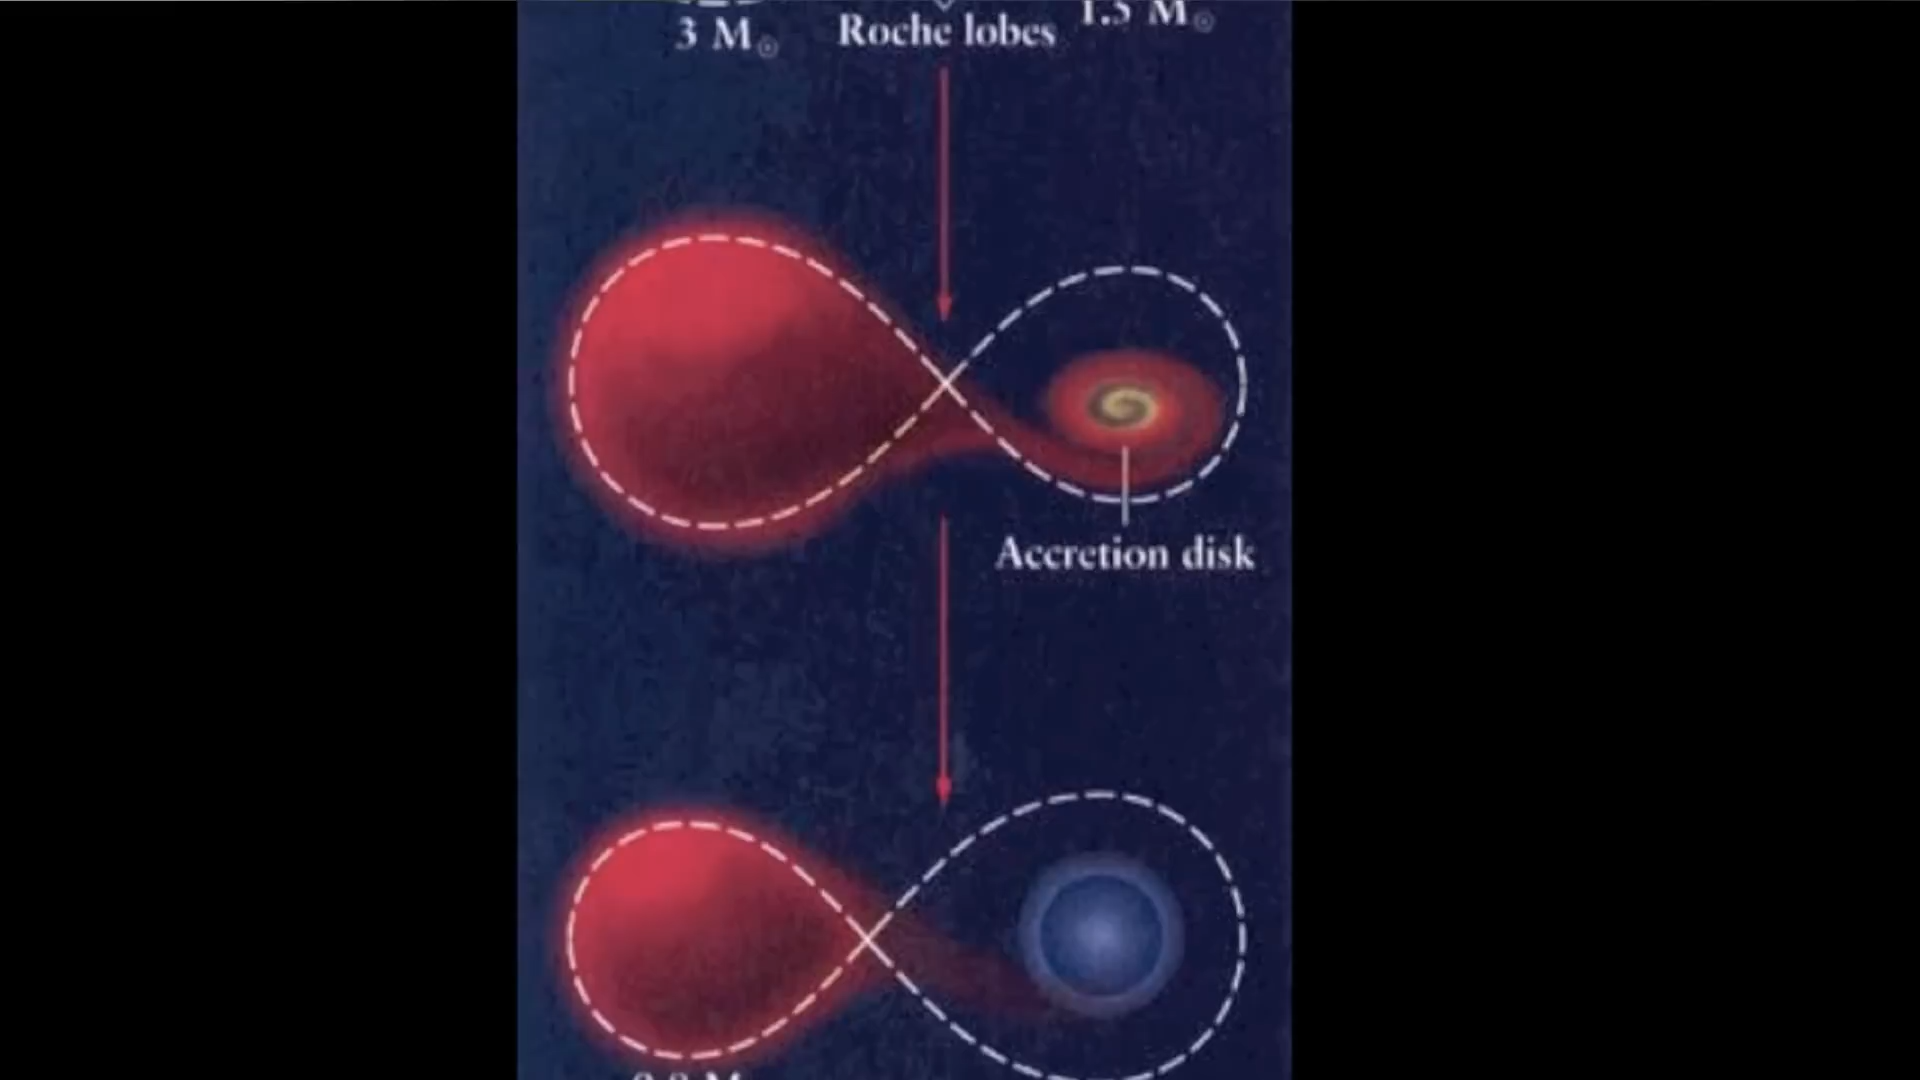 3 M☉
Roche lobes
1.5 M☉
Accretion disk